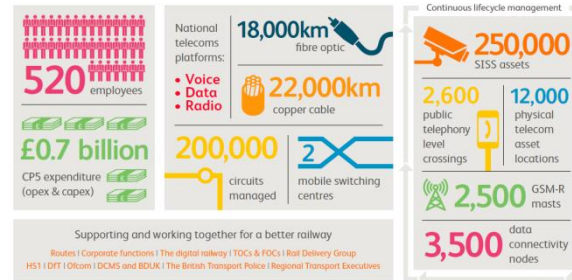 520
employees
£0.7 billion
CP5 expenditure
(opex & capex)
National
telecoms
platforms:
• Voice
• Data
• Radio
18,000km
fibre optic
22,000km
copper cable
200,000
circuits
managed
2
mobile switching
centres
Supporting and working together for a better railway
Routes | Corporate functions | The digital railway | TOCs & FOCs | Rail Delivery Group
HS1 | DfT | Ofcom | DCMS and BDUK | The British Transport Police | Regional Transport Executives
Continuous lifecycle management
250,000
SISS assets
2,600
public
telephony
level
crossings
12,000
physical
telecom
asset
locations
2,500
GSM-R
masts
3,500
data
connectivity
nodes